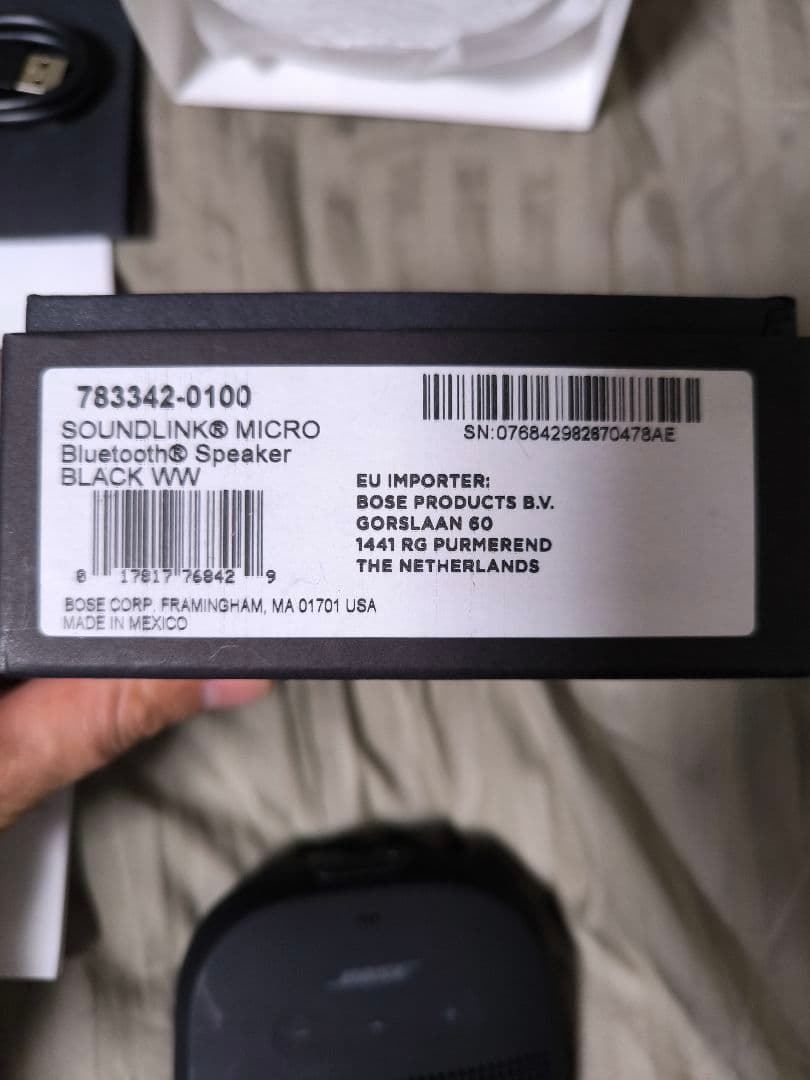 783342-0100
SOUNDLINK® MICRO
Bluetooth® Speaker
BLACK WW
0 17817 76842 9
BOSE CORP. FRAMINGHAM, MA 01701 USA
MADE IN MEXICO
SN:076842982870478AE
EU IMPORTER:
BOSE PRODUCTS B.V.
GORSLAAN 60
1441 RG PURMEREND
THE NETHERLANDS
BOSE